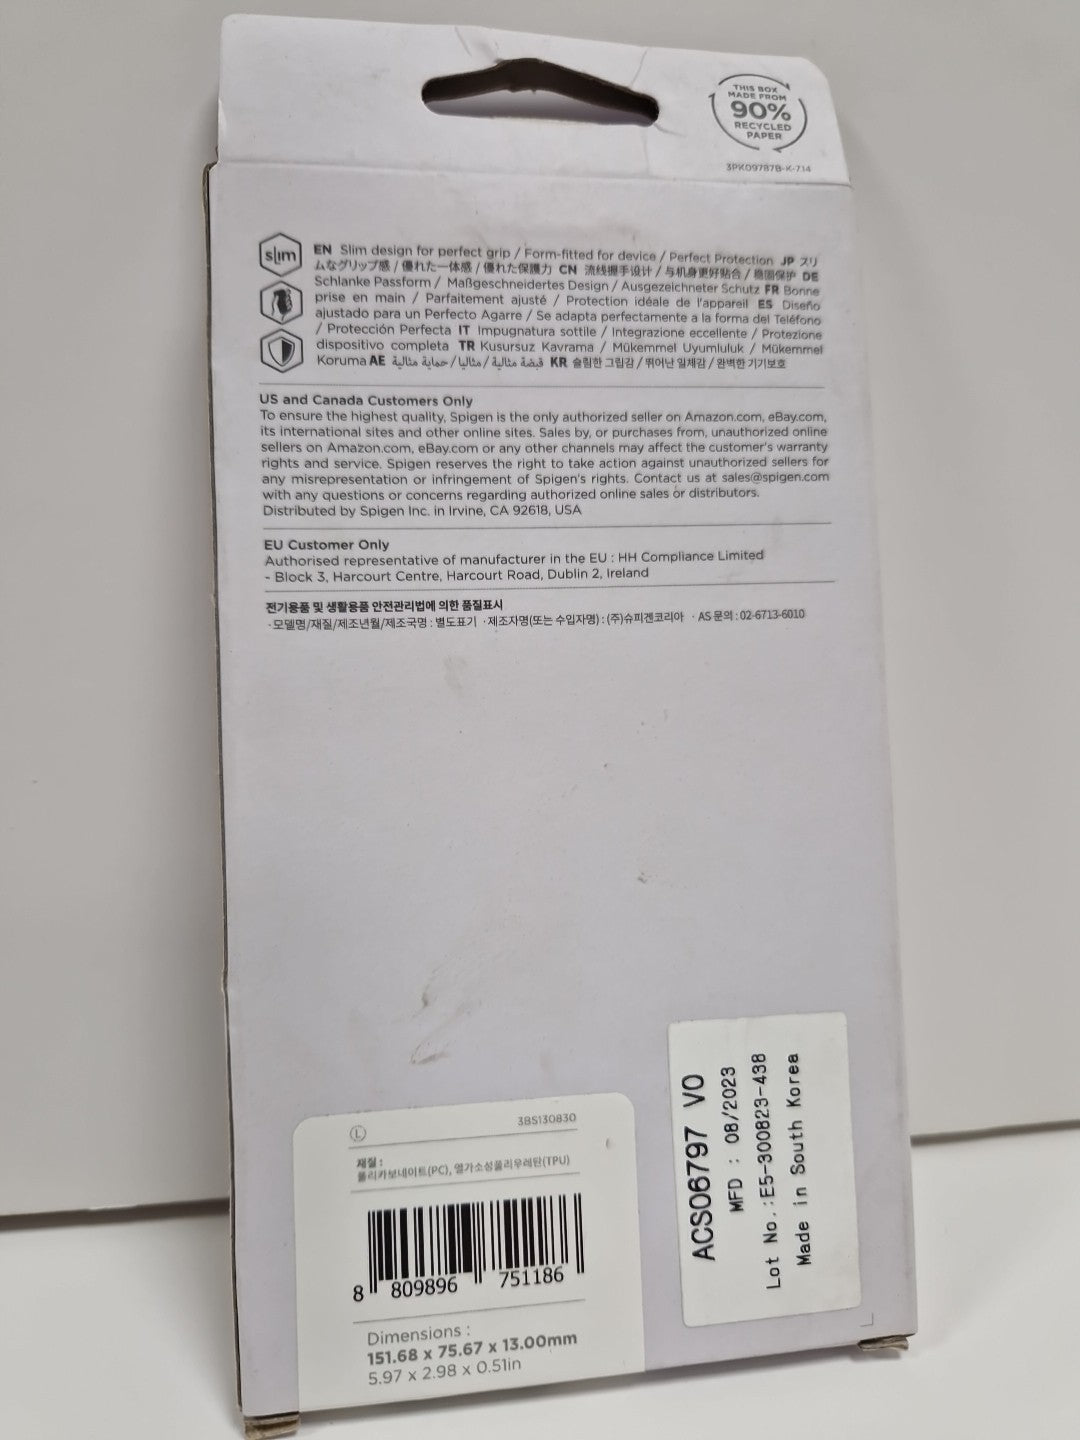 THIS BOX
MADE FROM
90%
RECYCLED
PAPER
3PK09787B-K-714
slim
EN Slim design for perfect grip / Form-fitted for device / Perfect Protection JP スリ
ムなグリップ感 / 優れた一体感 / 優れた保護力 CN 流线握手设计 / 与机身更好贴合 / 稳固保护 DE
Schlanke Passform / Maßgeschneidertes Design / Ausgezeichneter Schutz FR Bonne
prise en main / Parfaitement ajusté / Protection idéale de l'appareil ES Diseño
ajustado para un Perfecto Agarre / Se adapta perfectamente a la forma del Teléfono
/ Protección Perfecta IT Impugnatura sottile / Integrazione eccellente / Protezione
dispositivo completa TR Kusursuz Kavrama / Mükemmel Uyumluluk / Mükemmel
Koruma AE قبضة مثالية / مثاليا / حماية مثالية KR 슬림한 그립감 / 뛰어난 일체감 / 완벽한 기기보호
US and Canada Customers Only
To ensure the highest quality, Spigen is the only authorized seller on Amazon.com, eBay.com,
its international sites and other online sites. Sales by, or purchases from, unauthorized online
sellers on Amazon.com, eBay.com or any other channels may affect the customer's warranty
rights and service. Spigen reserves the right to take action against unauthorized sellers for
any misrepresentation or infringement of Spigen's rights. Contact us at sales@spigen.com
with any questions or concerns regarding authorized online sales or distributors.
Distributed by Spigen Inc. in Irvine, CA 92618, USA
EU Customer Only
Authorised representative of manufacturer in the EU : HH Compliance Limited
- Block 3, Harcourt Centre, Harcourt Road, Dublin 2, Ireland
전기용품 및 생활용품 안전관리법에 의한 품질표시
·모델명/재질/제조년월/제조국명 : 별도표기 ·제조자명(또는 수입자명) : (주)슈피겐코리아 ·AS 문의 : 02-6713-6010
L
3BS130830
재질 :
폴리카보네이트(PC), 열가소성폴리우레탄(TPU)
8 809896 751186
Dimensions :
151.68 x 75.67 x 13.00mm
5.97 x 2.98 x 0.51in
ACS06797 V0
MFD : 08/2023
Lot No.:E5-300823-438
Made in South Korea